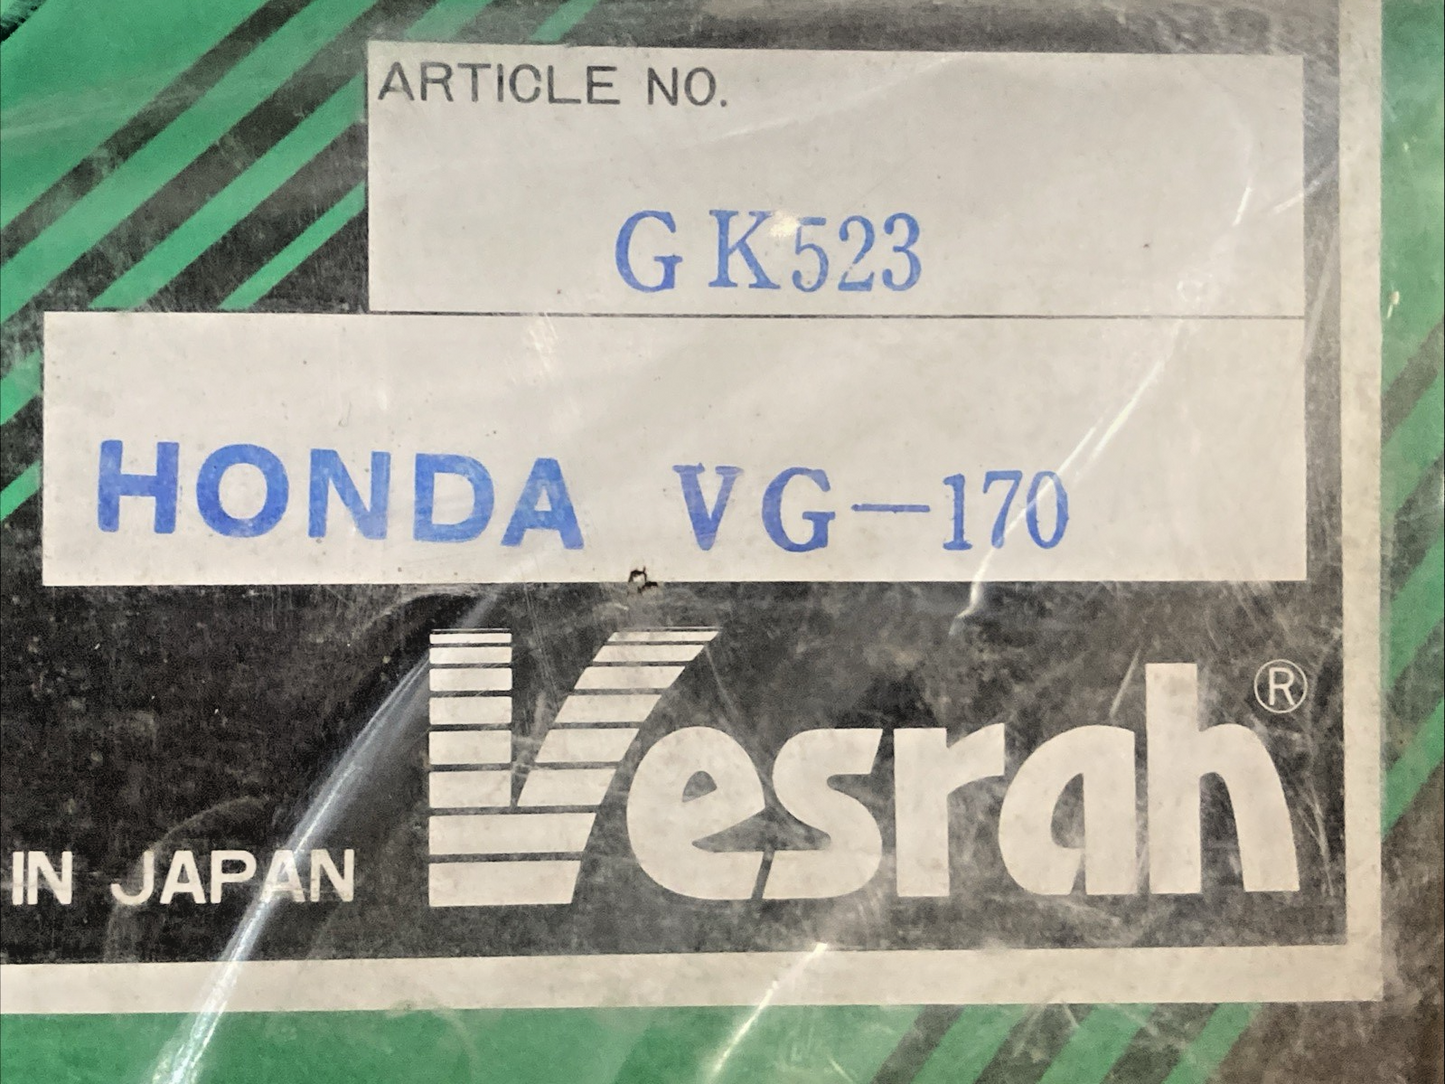 ARTICLE NO.
GK523
HONDA VG-170
Vesrah®
IN JAPAN